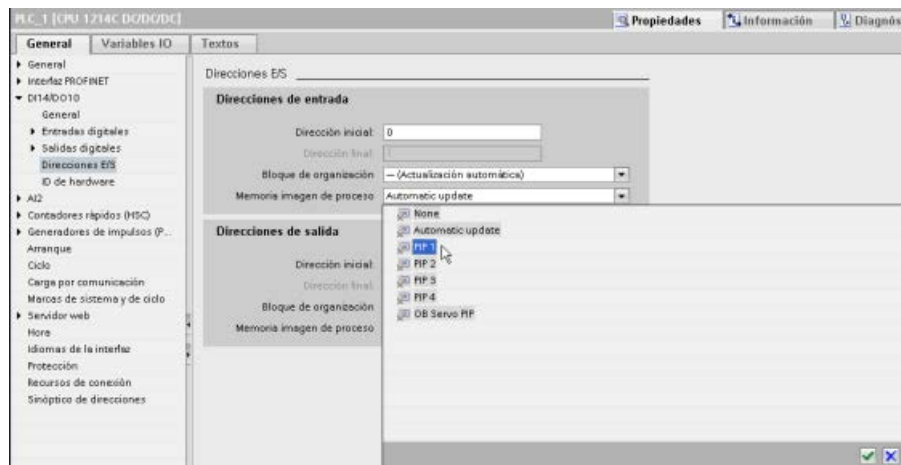 PLC_1 [CPU 1214C DC/DC/DC]
Propiedades
Información
Diagnós
General
Variables IO
Textos
General
Interfaz PROFINET
DI14/DO10
General
Entradas digitales
Salidas digitales
Direcciones E/S
ID de hardware
AI2
Contadores rápidos (HSC)
Generadores de impulsos (P...
Arranque
Ciclo
Carga por comunicación
Marcas de sistema y de ciclo
Servidor web
Hora
Idiomas de la interfaz
Protección
Recursos de conexión
Sinóptico de direcciones
Direcciones E/S
Direcciones de entrada
Dirección inicial: 0
Dirección final: 1
Bloque de organización --- (Actualización automática)
Memoria imagen de proceso Automatic update
None
Automatic update
PIP 1
PIP 2
PIP 3
PIP 4
OB Servo PIP
Direcciones de salida
Dirección inicial:
Dirección final:
Bloque de organización
Memoria imagen de proceso